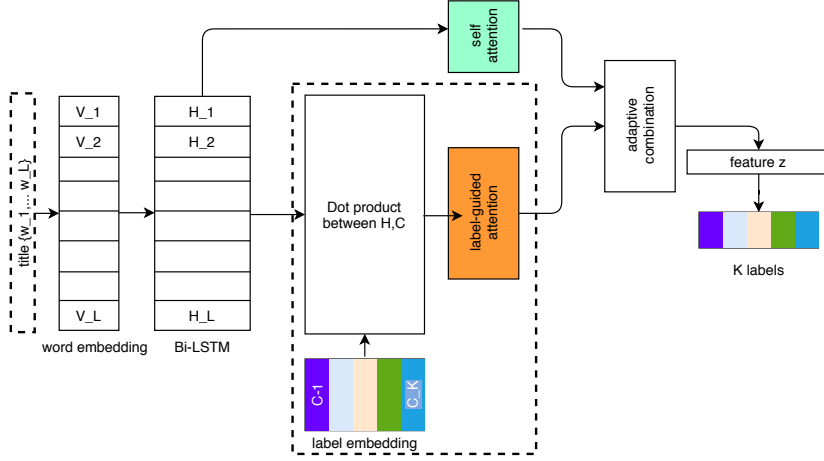 title {w_1,... w_L}
V_1
V_2
V_L
word embedding
H_1
H_2
H_L
Bi-LSTM
self
attention
Dot product
between H,C
label-guided
attention
C-1
C_K
label embedding
adaptive
combination
feature z
K labels